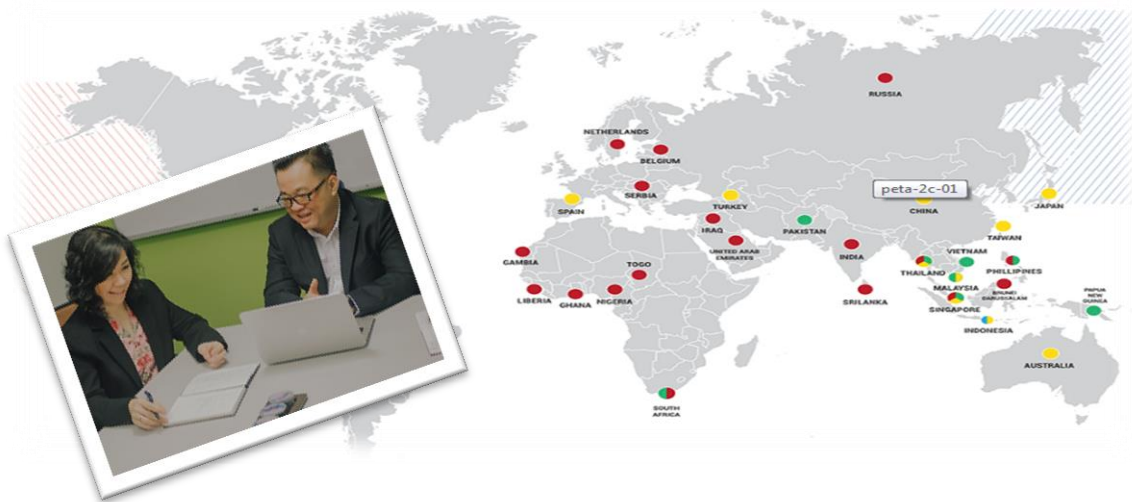 RUSSIA
NETHERLANDS
BELGIUM
SERBIA
SPAIN
TURKEY
peta-2c-01
CHINA
JAPAN
IRAQ
PAKISTAN
TAIWAN
UNITED ARAB
EMIRATES
INDIA
VIETNAM
GAMBIA
TOGO
THAILAND
PHILLIPINES
LIBERIA
GHANA
NIGERIA
SRILANKA
MALAYSIA
BRUNEI
DARUSSALAM
SINGAPORE
PAPUA
NEW
GUINEA
INDONESIA
AUSTRALIA
SOUTH
AFRICA